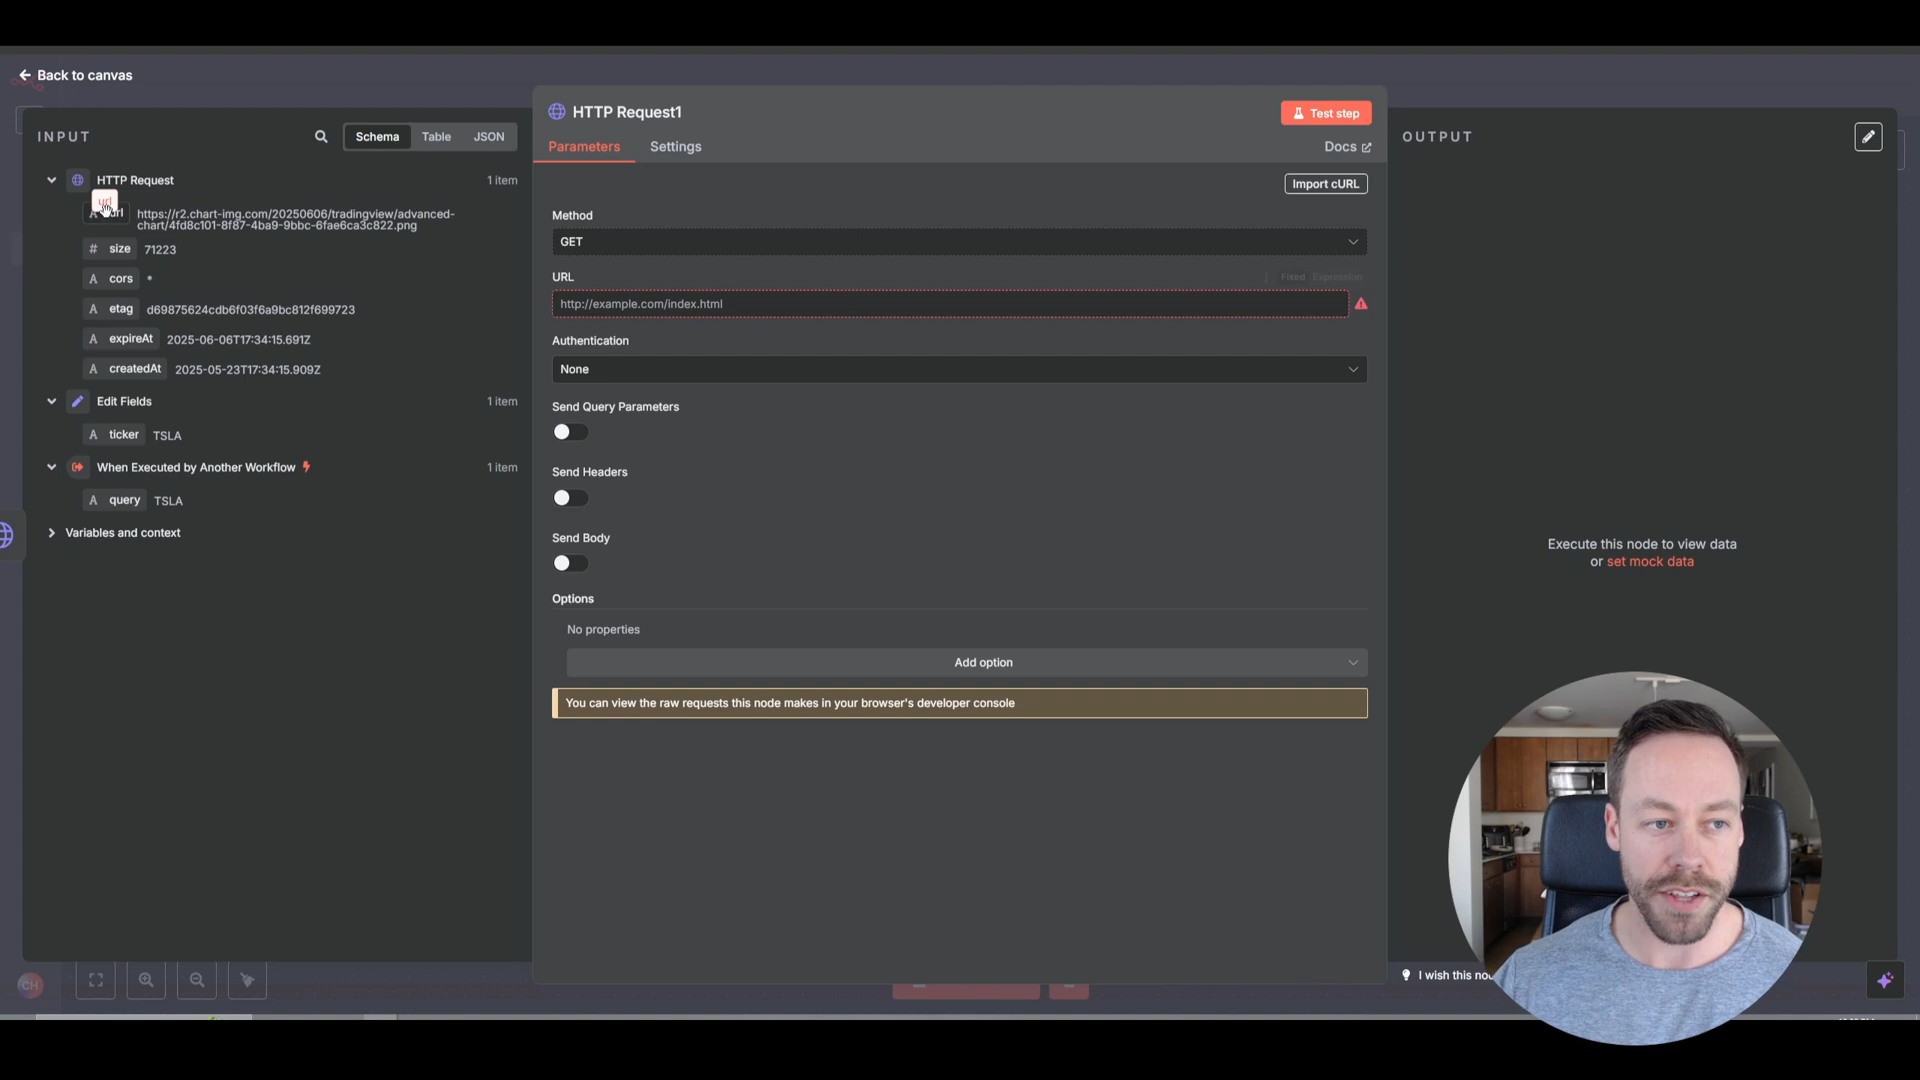 Back to canvas
INPUT
Schema
Table
JSON
HTTP Request1
Test step
OUTPUT
Parameters
Settings
Docs
HTTP Request
1 item
Import cURL
url
A url https://r2.chart-img.com/20250606/tradingview/advanced-
chart/4fd8c101-8f87-4ba9-9bbc-6fae6ca3c822.png
# size 71223
A cors *
A etag d69875624cdb6f03f6a9bc812f699723
A expireAt 2025-06-06T17:34:15.691Z
A createdAt 2025-05-23T17:34:15.909Z
Edit Fields
1 item
A ticker TSLA
When Executed by Another Workflow
1 item
A query TSLA
Variables and context
Method
GET
URL
Fixed Expression
http://example.com/index.html
Authentication
None
Send Query Parameters
Send Headers
Send Body
Options
No properties
Add option
You can view the raw requests this node makes in your browser's developer console
Execute this node to view data
or set mock data
I wish this
CH